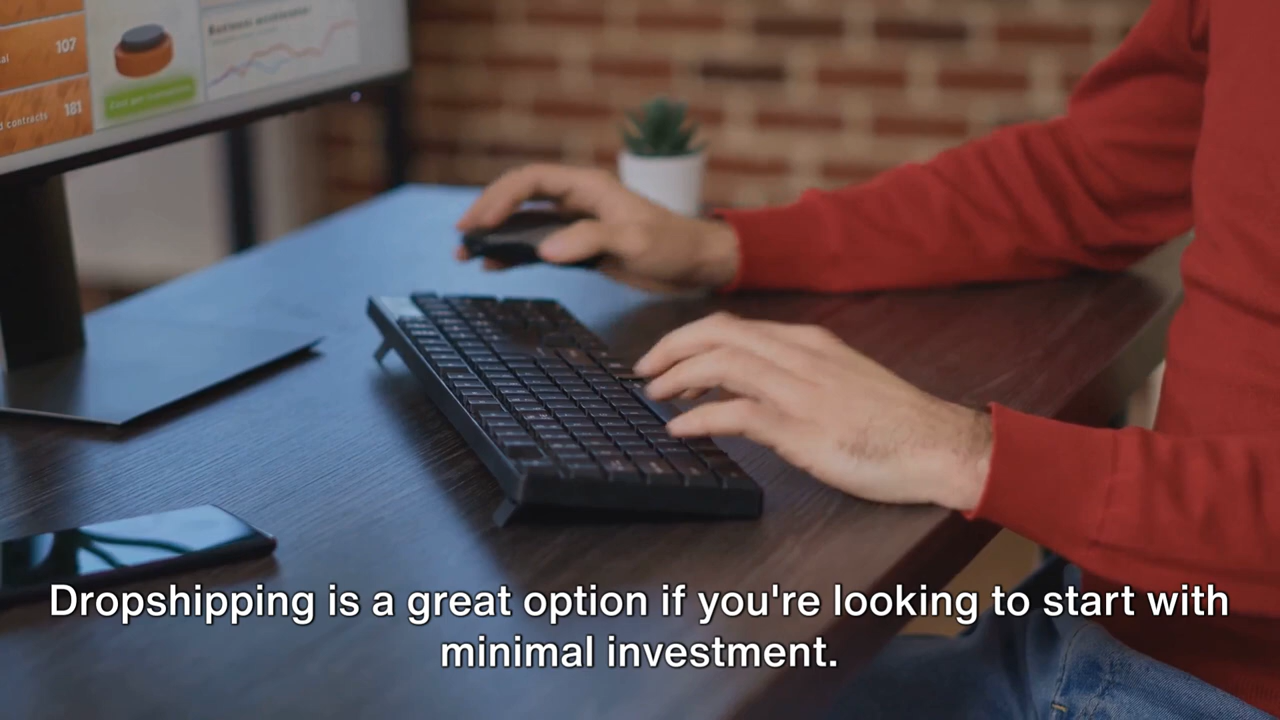 107
181
d contracts
Dropshipping is a great option if you're looking to start with
minimal investment.